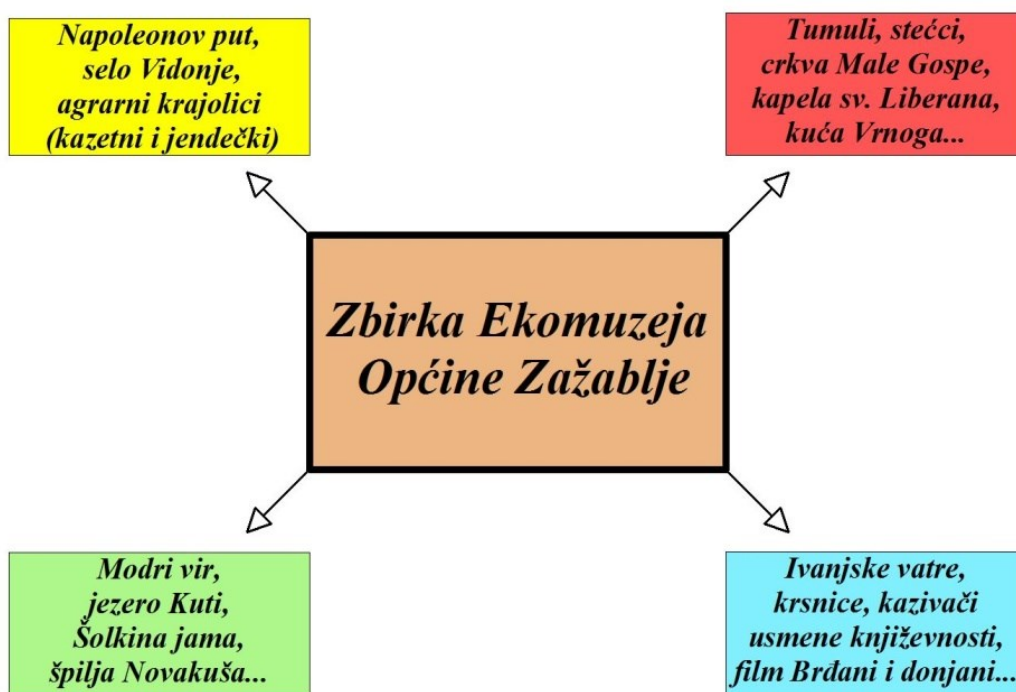 Napoleonov put,
selo Vidonje,
agrarni krajolici
(kazetni i jendečki)
Tumuli, stećci,
crkva Male Gospe,
kapela sv. Liberana,
kuća Vrnoga...
Zbirka Ekomuzeja
Općine Zažablje
Modri vir,
jezero Kuti,
Šolkina jama,
špilja Novakuša...
Ivanjske vatre,
krsnice, kazivači
usmene književnosti,
film Brđani i donjani...